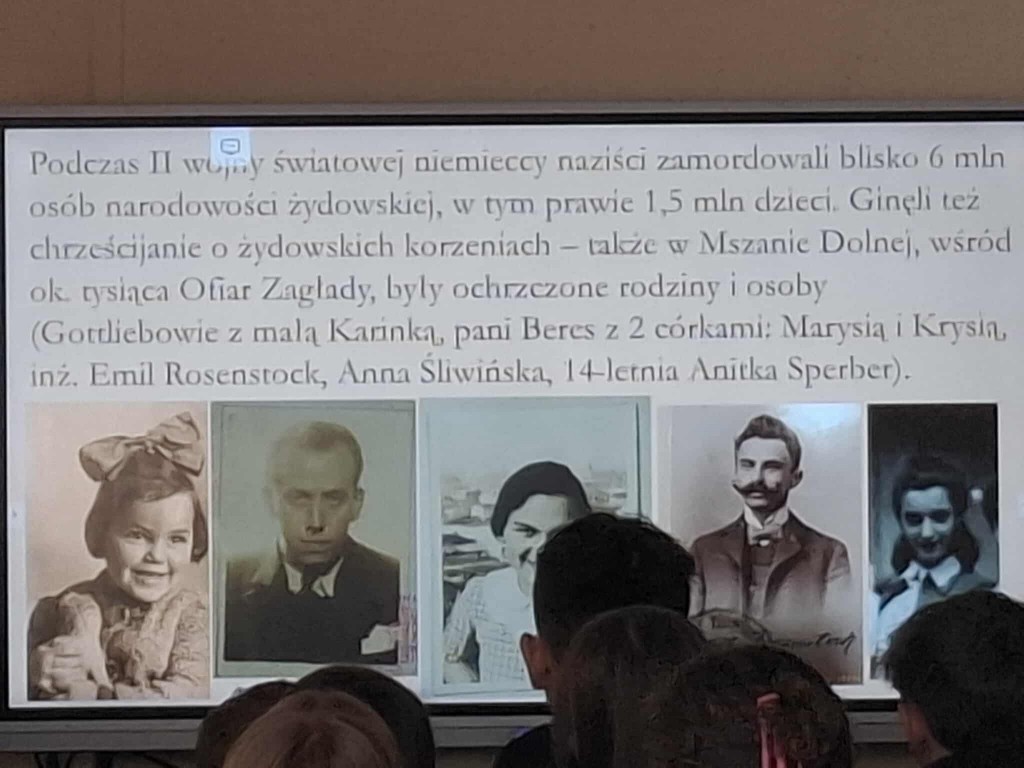 Podczas II wojny światowej niemieccy naziści zamordowali blisko 6 mln
osób narodowości żydowskiej, w tym prawie 1,5 mln dzieci. Ginęli też
chrześcijanie o żydowskich korzeniach – także w Mszanie Dolnej, wśród
ok. tysiąca Ofiar Zagłady, były ochrzczone rodziny i osoby
(Gottliebowie z małą Karinką, pani Beres z 2 córkami: Marysią i Krysią,
inż. Emil Rosenstock, Anna Śliwińska, 14-letnia Anitka Sperber).